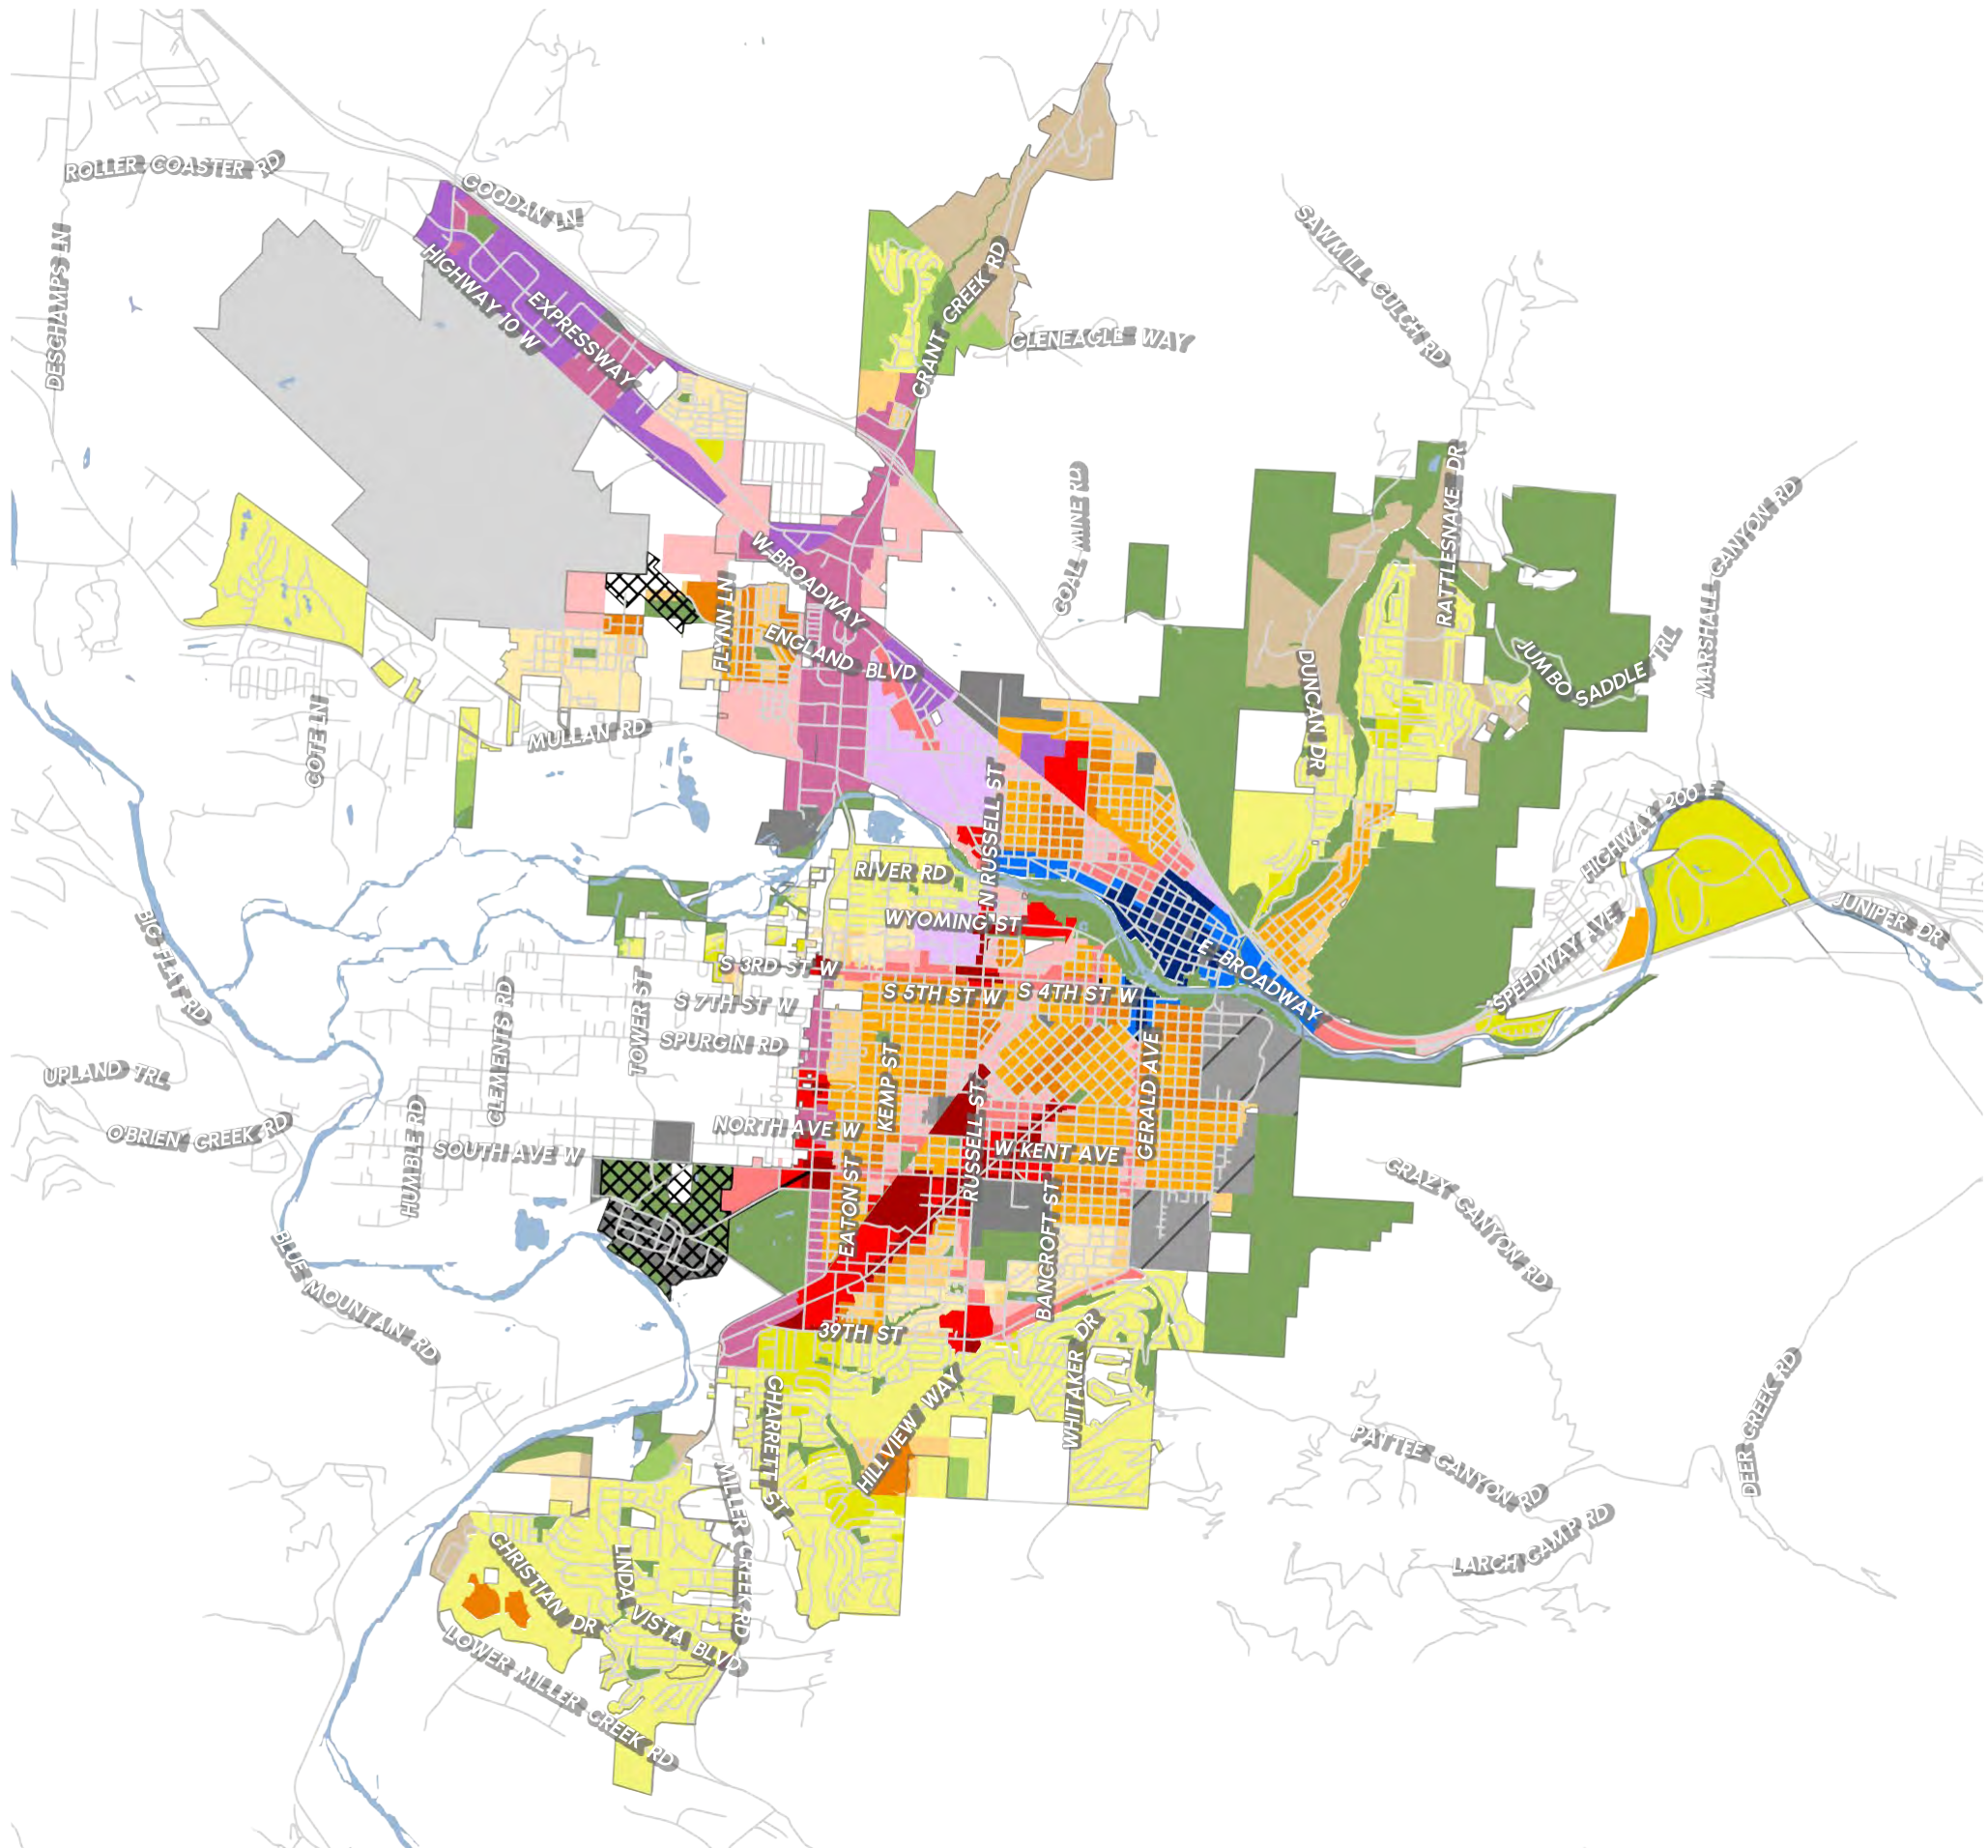 ROLLER COASTER RD
GOODAN LN
DESCHAMPS LN
HIGHWAY 10 W
EXPRESSWAY
GRANT CREEK RD
GLENEAGLE WAY
SAWMILL GULCH RD
COAL MINE RD
RATTLESNAKE DR
MARSHALL CANYON RD
W BROADWAY
FLYNN LN
ENGLAND BLVD
DUNCAN DR
JUMBO SADDLE TRL
COTE LN
MULLAN RD
N RUSSELL ST
HIGHWAY 200 E
RIVER RD
WYOMING ST
BIG FLAT RD
S 3RD ST W
E BROADWAY
SPEEDWAY AVE
JUNIPER DR
S 7TH ST W
S 5TH ST W
S 4TH ST W
CLEMENTS RD
TOWER ST
SPURGIN RD
UPLAND TRL
KEMP ST
GERALD AVE
OBRIEN CREEK RD
HUMBLE RD
SOUTH AVE W
NORTH AVE W
RUSSELL ST
W KENT AVE
CRAZY CANYON RD
EATON ST
BANCROFT ST
BLUE MOUNTAIN RD
39TH ST
WHITAKER DR
CHARRETT ST
HILLVIEW WAY
PATTEE CANYON RD
DEER CREEK RD
MILLER CREEK RD
LARCH CAMP RD
CHRISTIAN DR
LINDA VISTA BLVD
LOWER MILLER CREEK RD